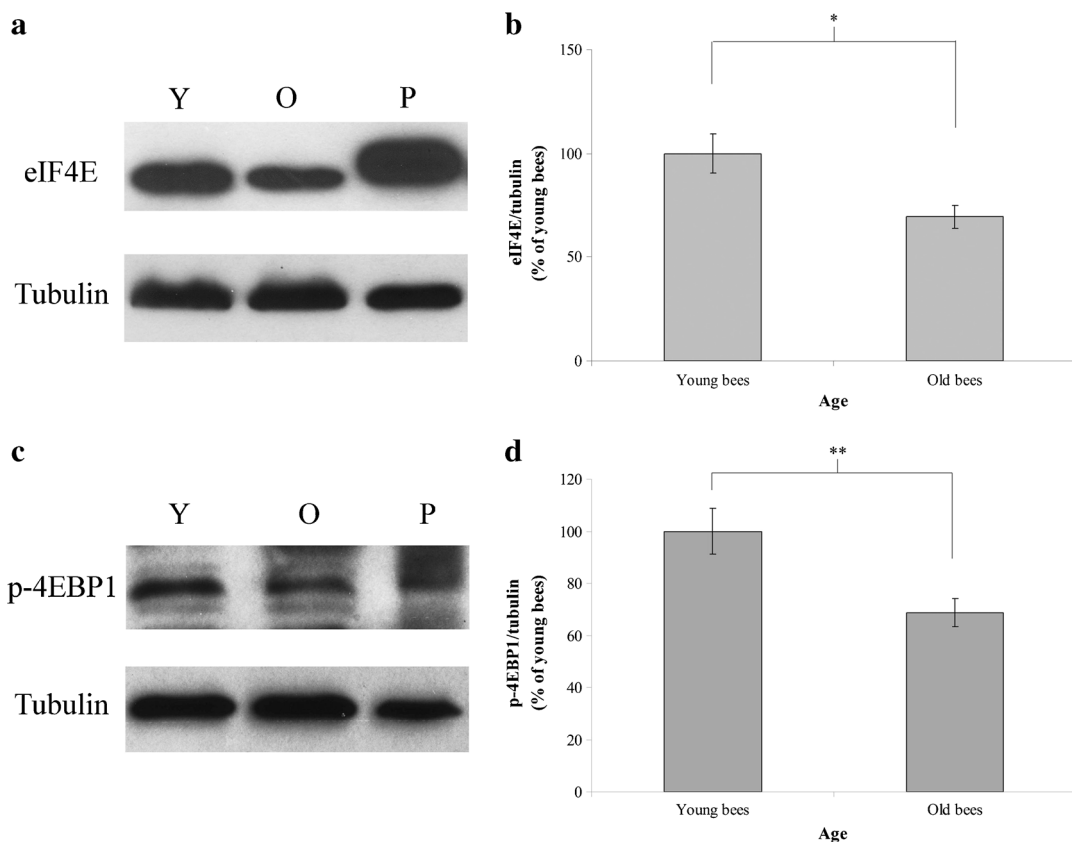 a
Y O P
eIF4E
Tubulin
b
*
150
100
50
0
eIF4E/tubulin
(% of young bees)
Young bees Old bees
Age
c
Y O P
p-4EBP1
Tubulin
d
**
120
100
80
60
40
20
0
p-4EBP1/tubulin
(% of young bees)
Young bees Old bees
Age